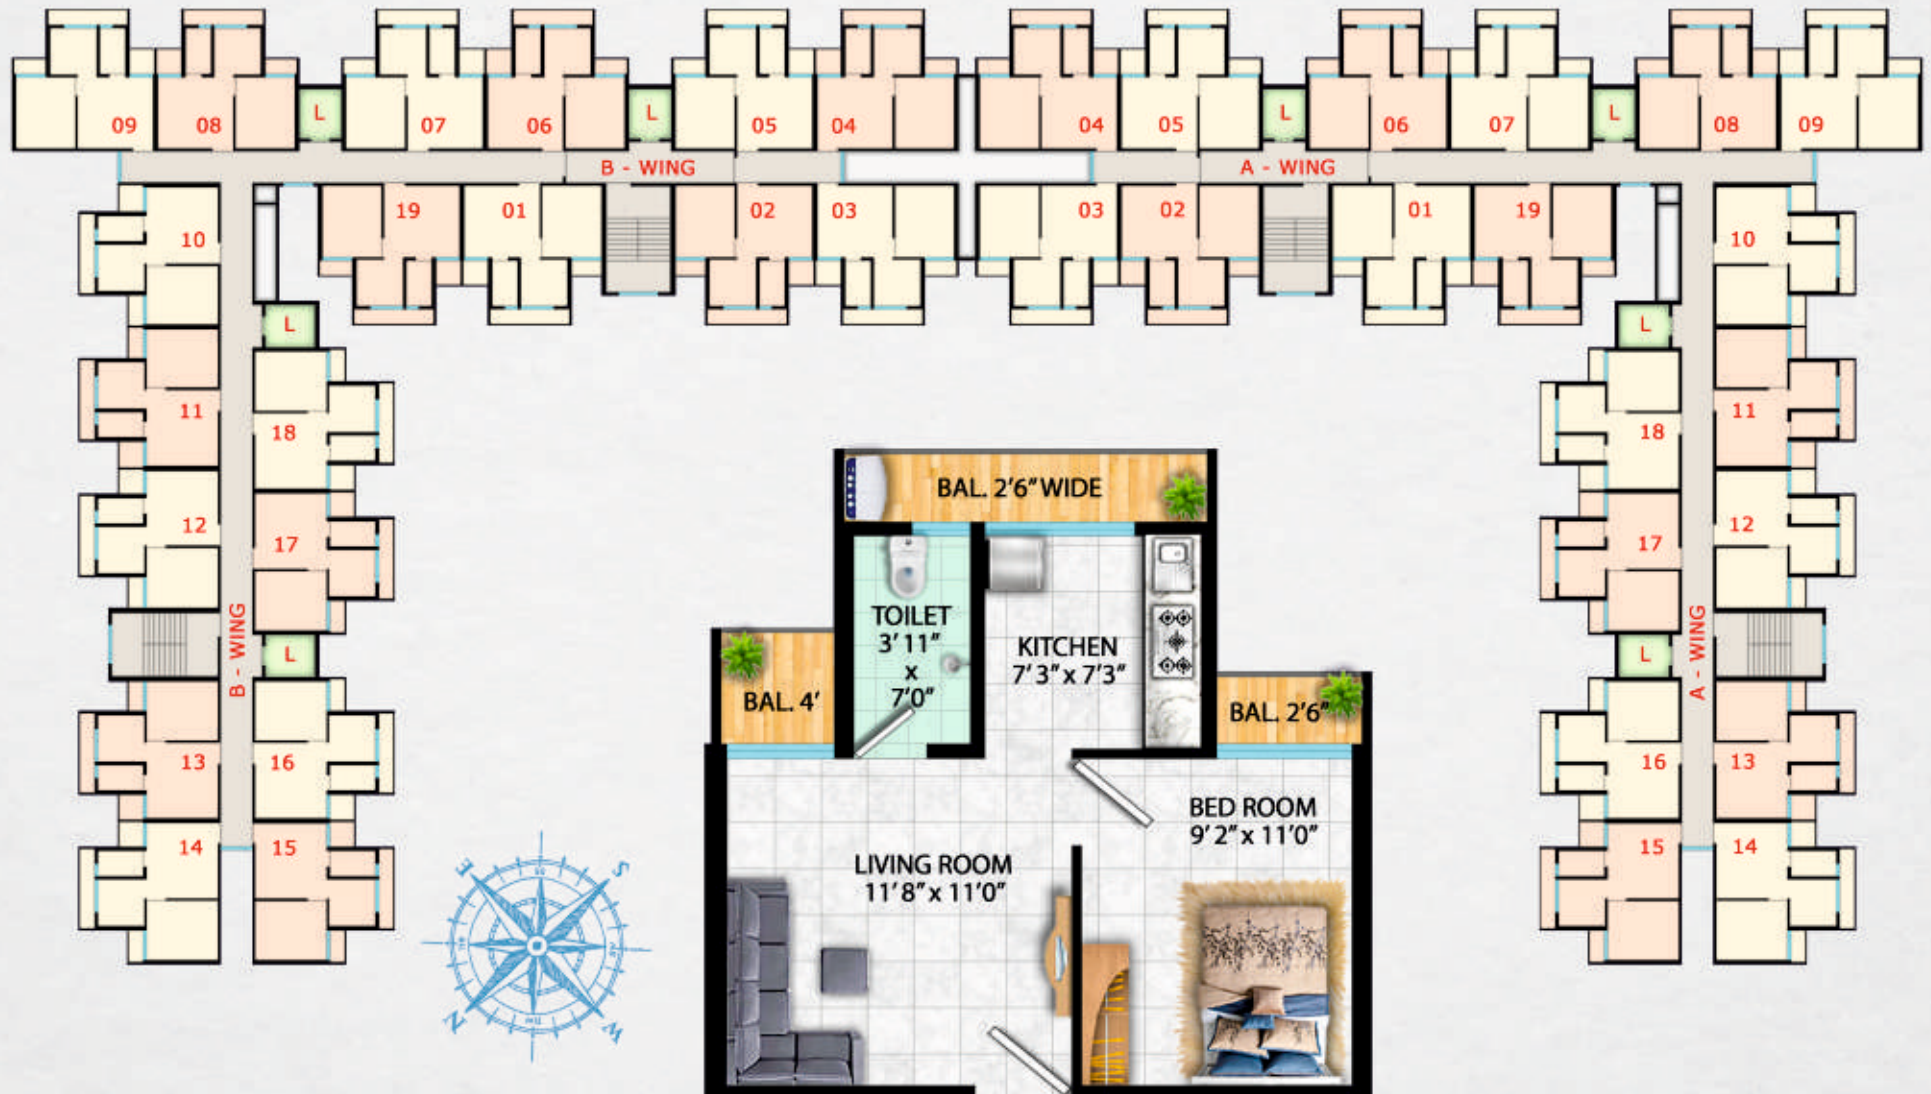 09 08 L 07 06 L 05 04 04 05 L 06 07 L 08 09
B - WING A - WING
19 01 02 03 03 02 01 19
10 10
L L
11 11
18 18
12 12
17 17
B - WING A - WING
L L
13 16 16 13
14 15 15 14
BAL. 2'6" WIDE
TOILET
3' 11"
x
7'0"
KITCHEN
7' 3" x 7'3"
BAL. 4'
BAL. 2'6"
BED ROOM
9' 2" x 11'0"
LIVING ROOM
11' 8" x 11'0"
E S
N W